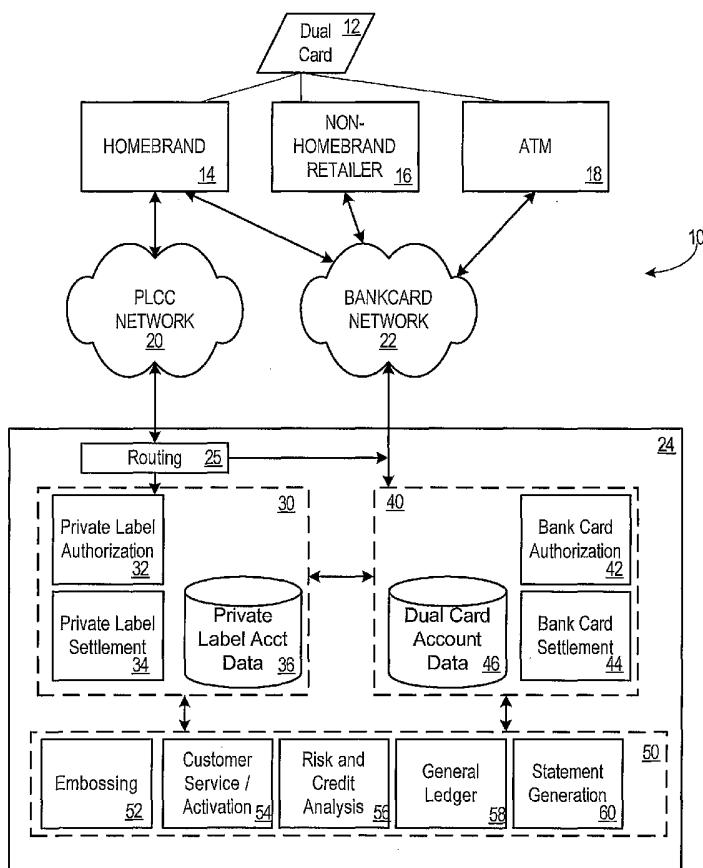 Dual
Card
12
HOMEBRAND
14
NON-
HOMEBRAND
RETAILER
16
ATM
18
10
PLCC
NETWORK
20
BANKCARD
NETWORK
22
24
Routing 25
30
Private Label
Authorization
32
Private Label
Settlement
34
Private
Label Acct
Data
36
40
Bank Card
Authorization
42
Dual Card
Account
Data
46
Bank Card
Settlement
44
50
Embossing
52
Customer
Service /
Activation
54
Risk and
Credit
Analysis
56
General
Ledger
58
Statement
Generation
60